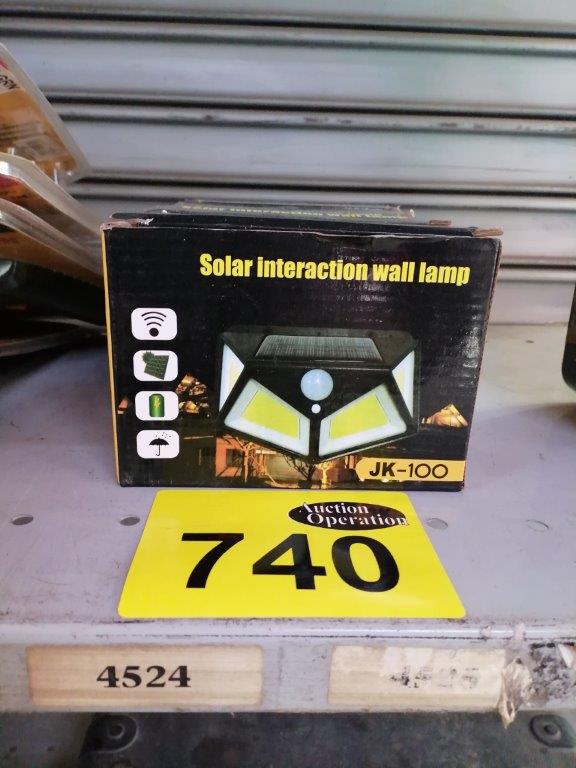 Solar interaction wall lamp
JK-100
Auction
Operation
740
4524